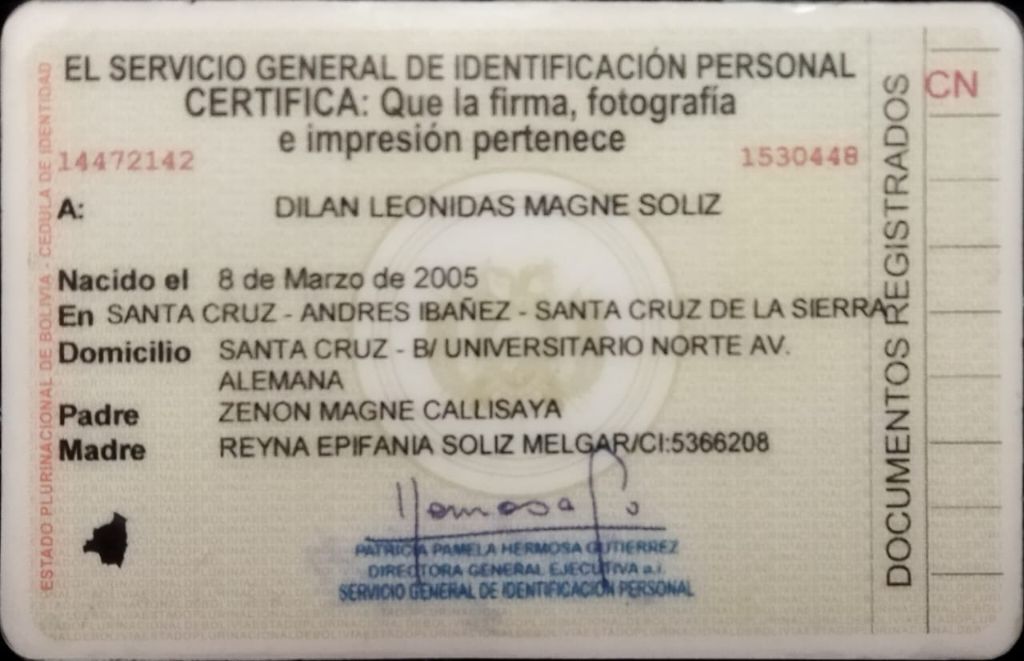 EL SERVICIO GENERAL DE IDENTIFICACIÓN PERSONAL
CERTIFICA: Que la firma, fotografía
e impresión pertenece
14472142
1530448
A: DILAN LEONIDAS MAGNE SOLIZ
Nacido el 8 de Marzo de 2005
En SANTA CRUZ - ANDRES IBAÑEZ - SANTA CRUZ DE LA SIERRA
Domicilio SANTA CRUZ - B/ UNIVERSITARIO NORTE AV.
ALEMANA
Padre ZENON MAGNE CALLISAYA
Madre REYNA EPIFANIA SOLIZ MELGAR/CI:5366208
PATRICIA PAMELA HERMOSA GUTIERREZ
DIRECTORA GENERAL EJECUTIVA a.i.
SERVICIO GENERAL DE IDENTIFICACIÓN PERSONAL
ESTADO PLURINACIONAL DE BOLIVIA - CEDULA DE IDENTIDAD
DOCUMENTOS REGISTRADOS
CN